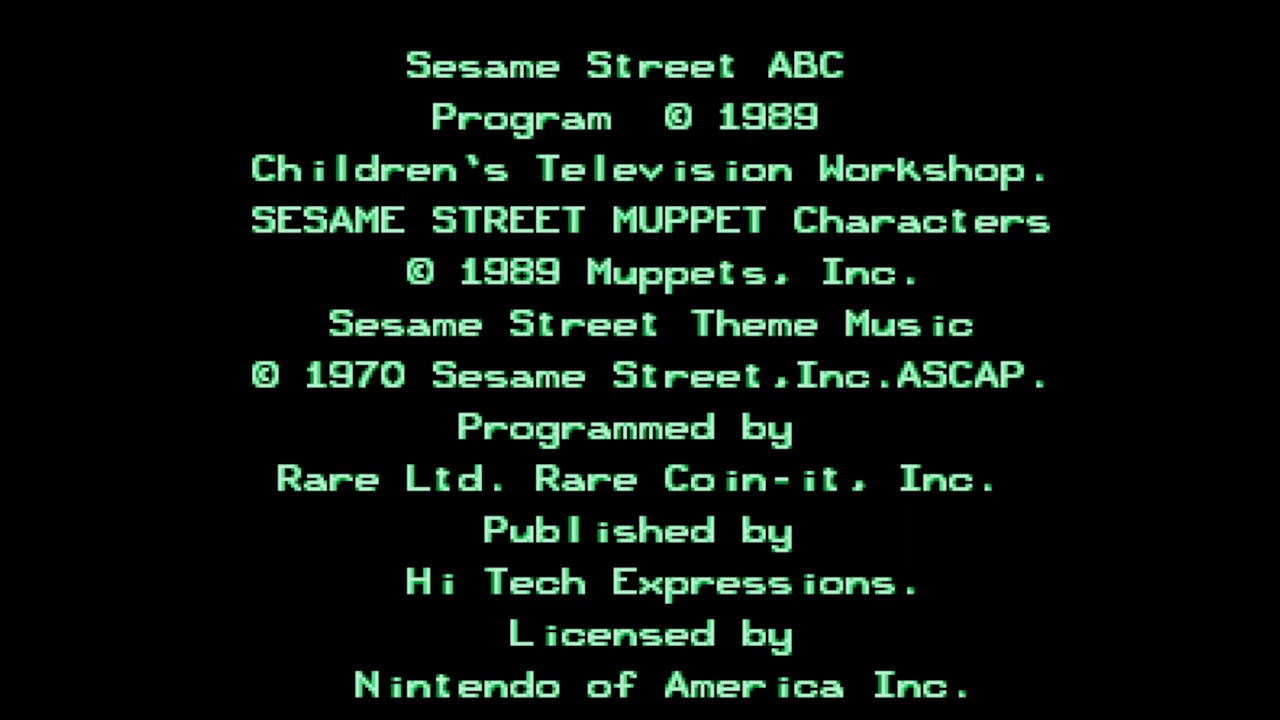 Sesame Street ABC
Program © 1989
Children`s Television Workshop.
SESAME STREET MUPPET Characters
© 1989 Muppets, Inc.
Sesame Street Theme Music
© 1970 Sesame Street,Inc.ASCAP.
Programmed by
Rare Ltd. Rare Coin-it, Inc.
Published by
Hi Tech Expressions.
Licensed by
Nintendo of America Inc.